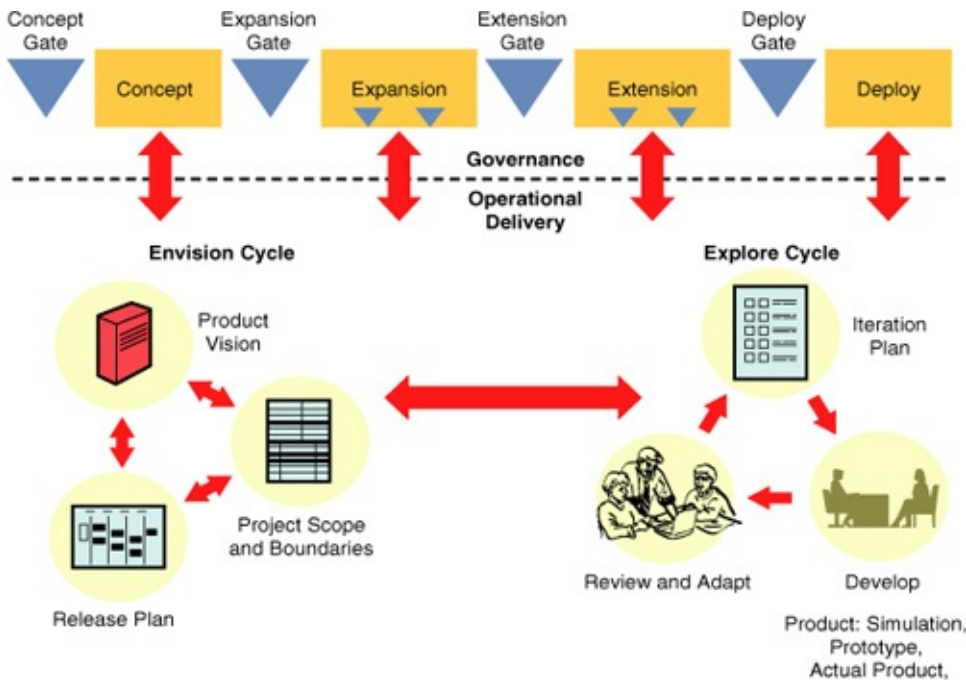 Concept
Gate
Expansion
Gate
Extension
Gate
Deploy
Gate
Concept
Expansion
Extension
Deploy
Governance
Operational
Delivery
Envision Cycle
Explore Cycle
Product
Vision
Iteration
Plan
Project Scope
and Boundaries
Release Plan
Review and Adapt
Develop
Product: Simulation,
Prototype,
Actual Product,